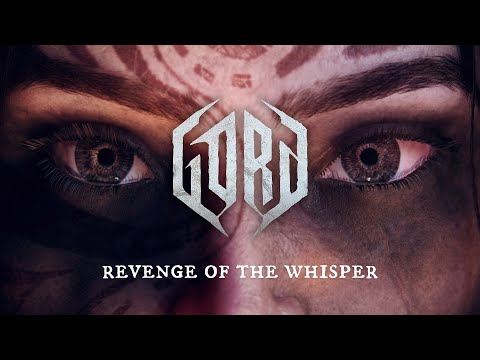 GORD
REVENGE OF THE WHISPER